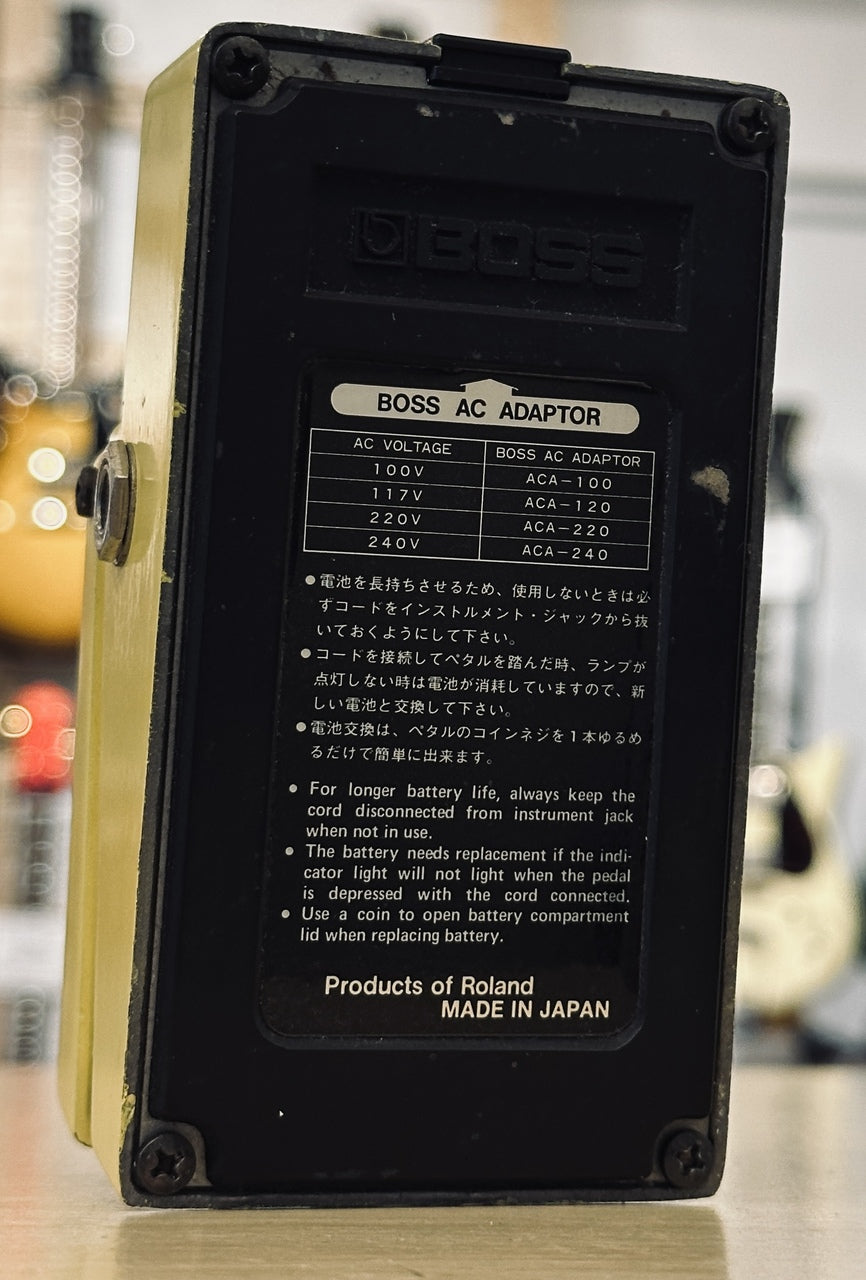 BOSS
BOSS AC ADAPTOR
AC VOLTAGE BOSS AC ADAPTOR
100V ACA-100
117V ACA-120
220V ACA-220
240V ACA-240
●電池を長持ちさせるため、使用しないときは必
ずコードをインストルメント・ジャックから抜
いておくようにして下さい。
●コードを接続してペタルを踏んだ時、ランプが
点灯しない時は電池が消耗していますので、新
しい電池と交換して下さい。
●電池交換は、ペタルのコインネジを1本ゆるめ
るだけで簡単に出来ます。
● For longer battery life, always keep the
cord disconnected from instrument jack
when not in use.
● The battery needs replacement if the indi-
cator light will not light when the pedal
is depressed with the cord connected.
● Use a coin to open battery compartment
lid when replacing battery.
Products of Roland
MADE IN JAPAN